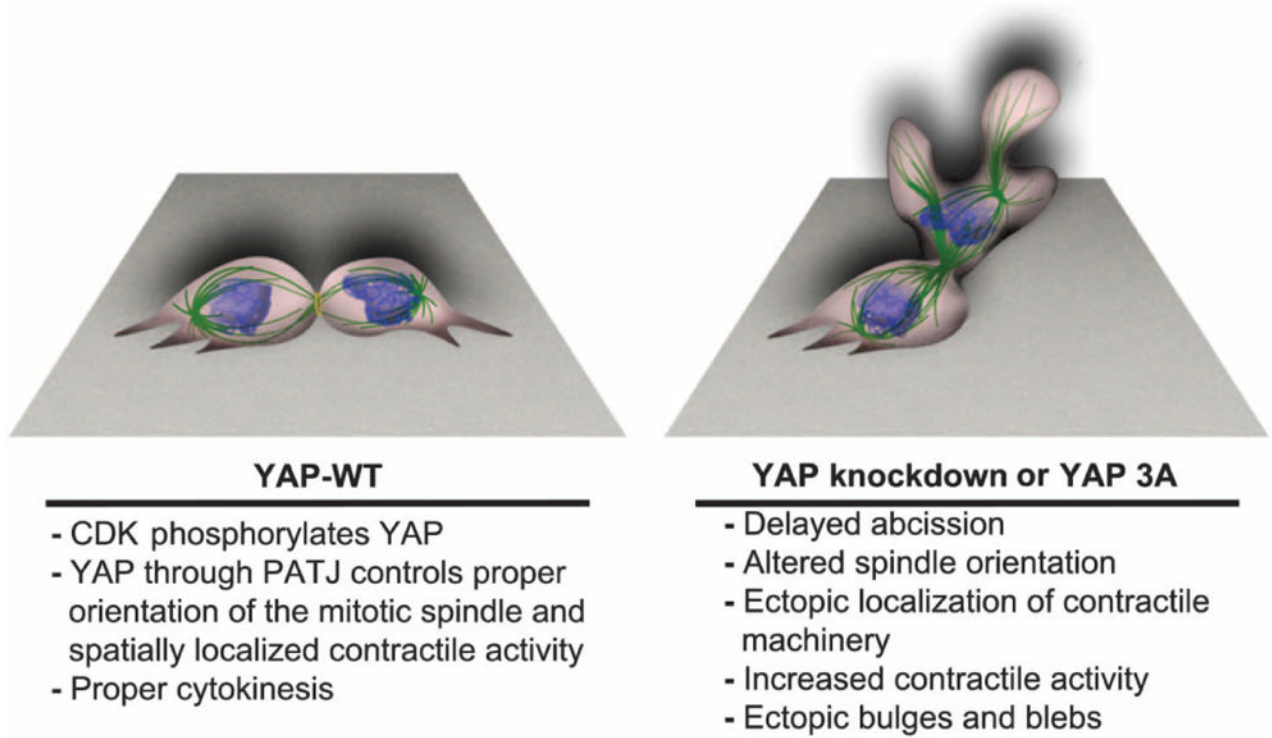 YAP-WT
- CDK phosphorylates YAP
- YAP through PATJ controls proper
orientation of the mitotic spindle and
spatially localized contractile activity
- Proper cytokinesis
YAP knockdown or YAP 3A
- Delayed abcission
- Altered spindle orientation
- Ectopic localization of contractile
machinery
- Increased contractile activity
- Ectopic bulges and blebs